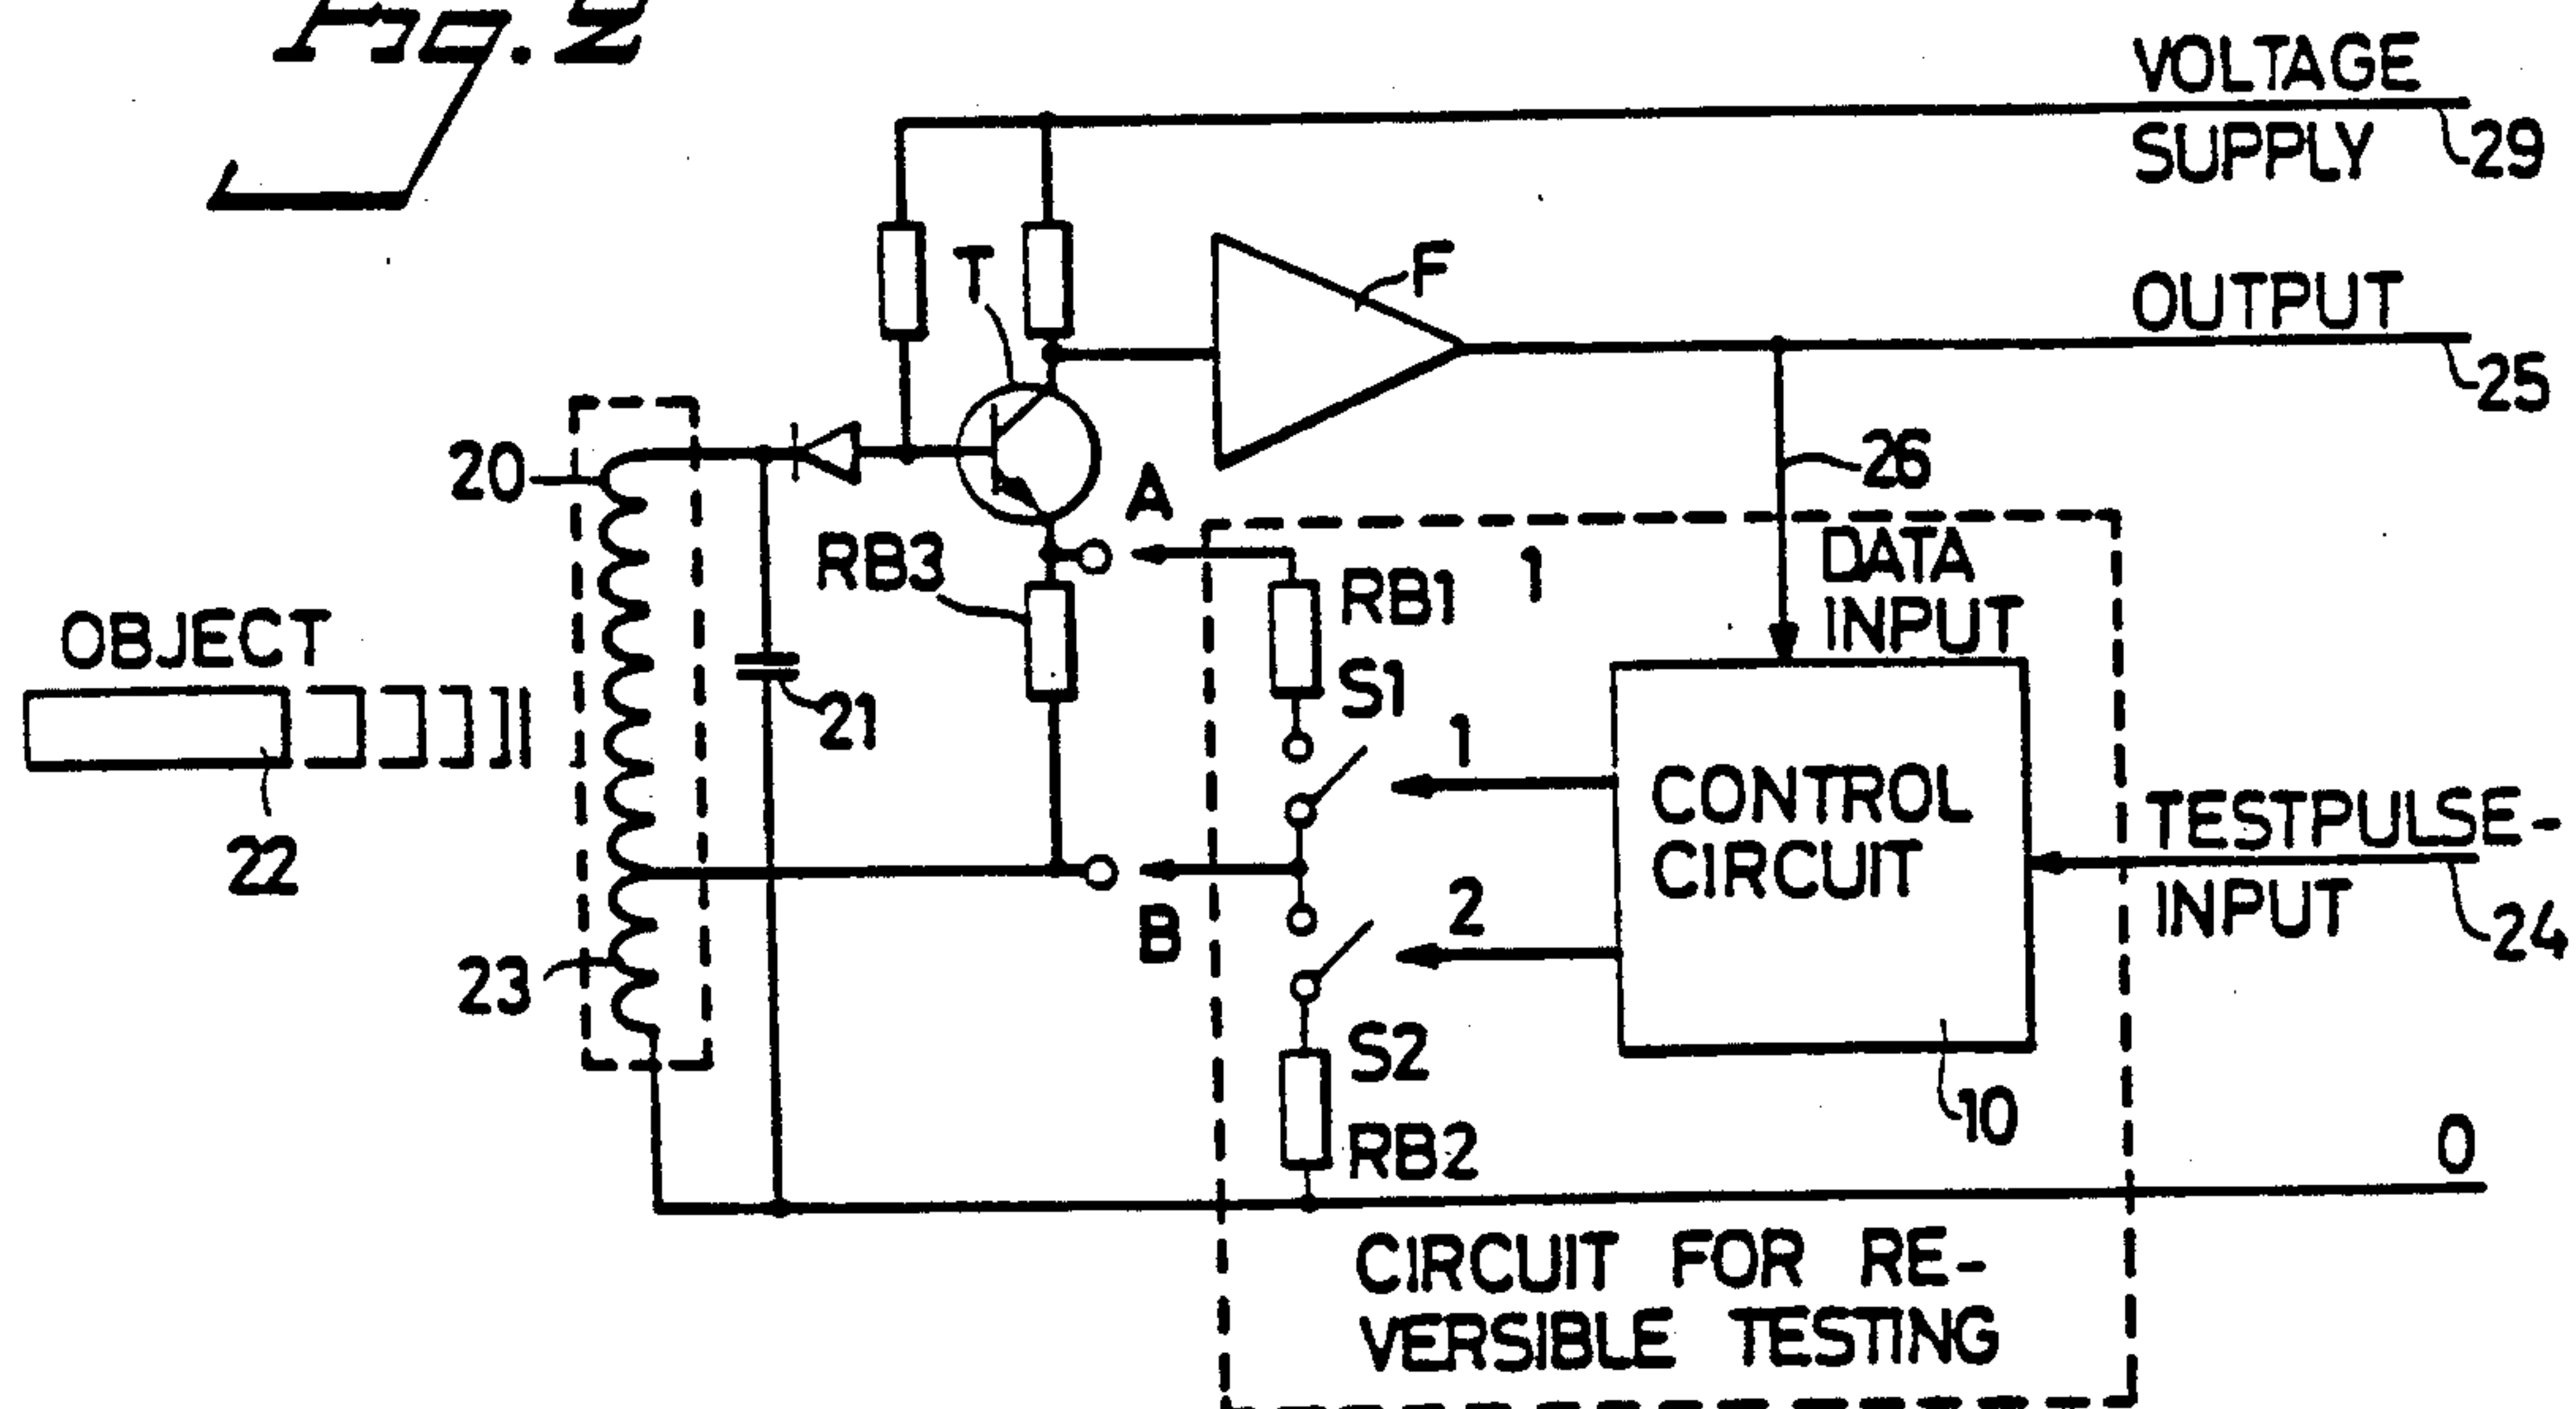 Fig. 2
VOLTAGE
SUPPLY
29
T
F
OUTPUT
25
20
A
26
RB3
RB1
1
DATA
INPUT
OBJECT
S1
21
1
CONTROL
CIRCUIT
TESTPULSE-
INPUT
22
B
2
24
23
S2
10
RB2
0
CIRCUIT FOR RE-
VERSIBLE TESTING